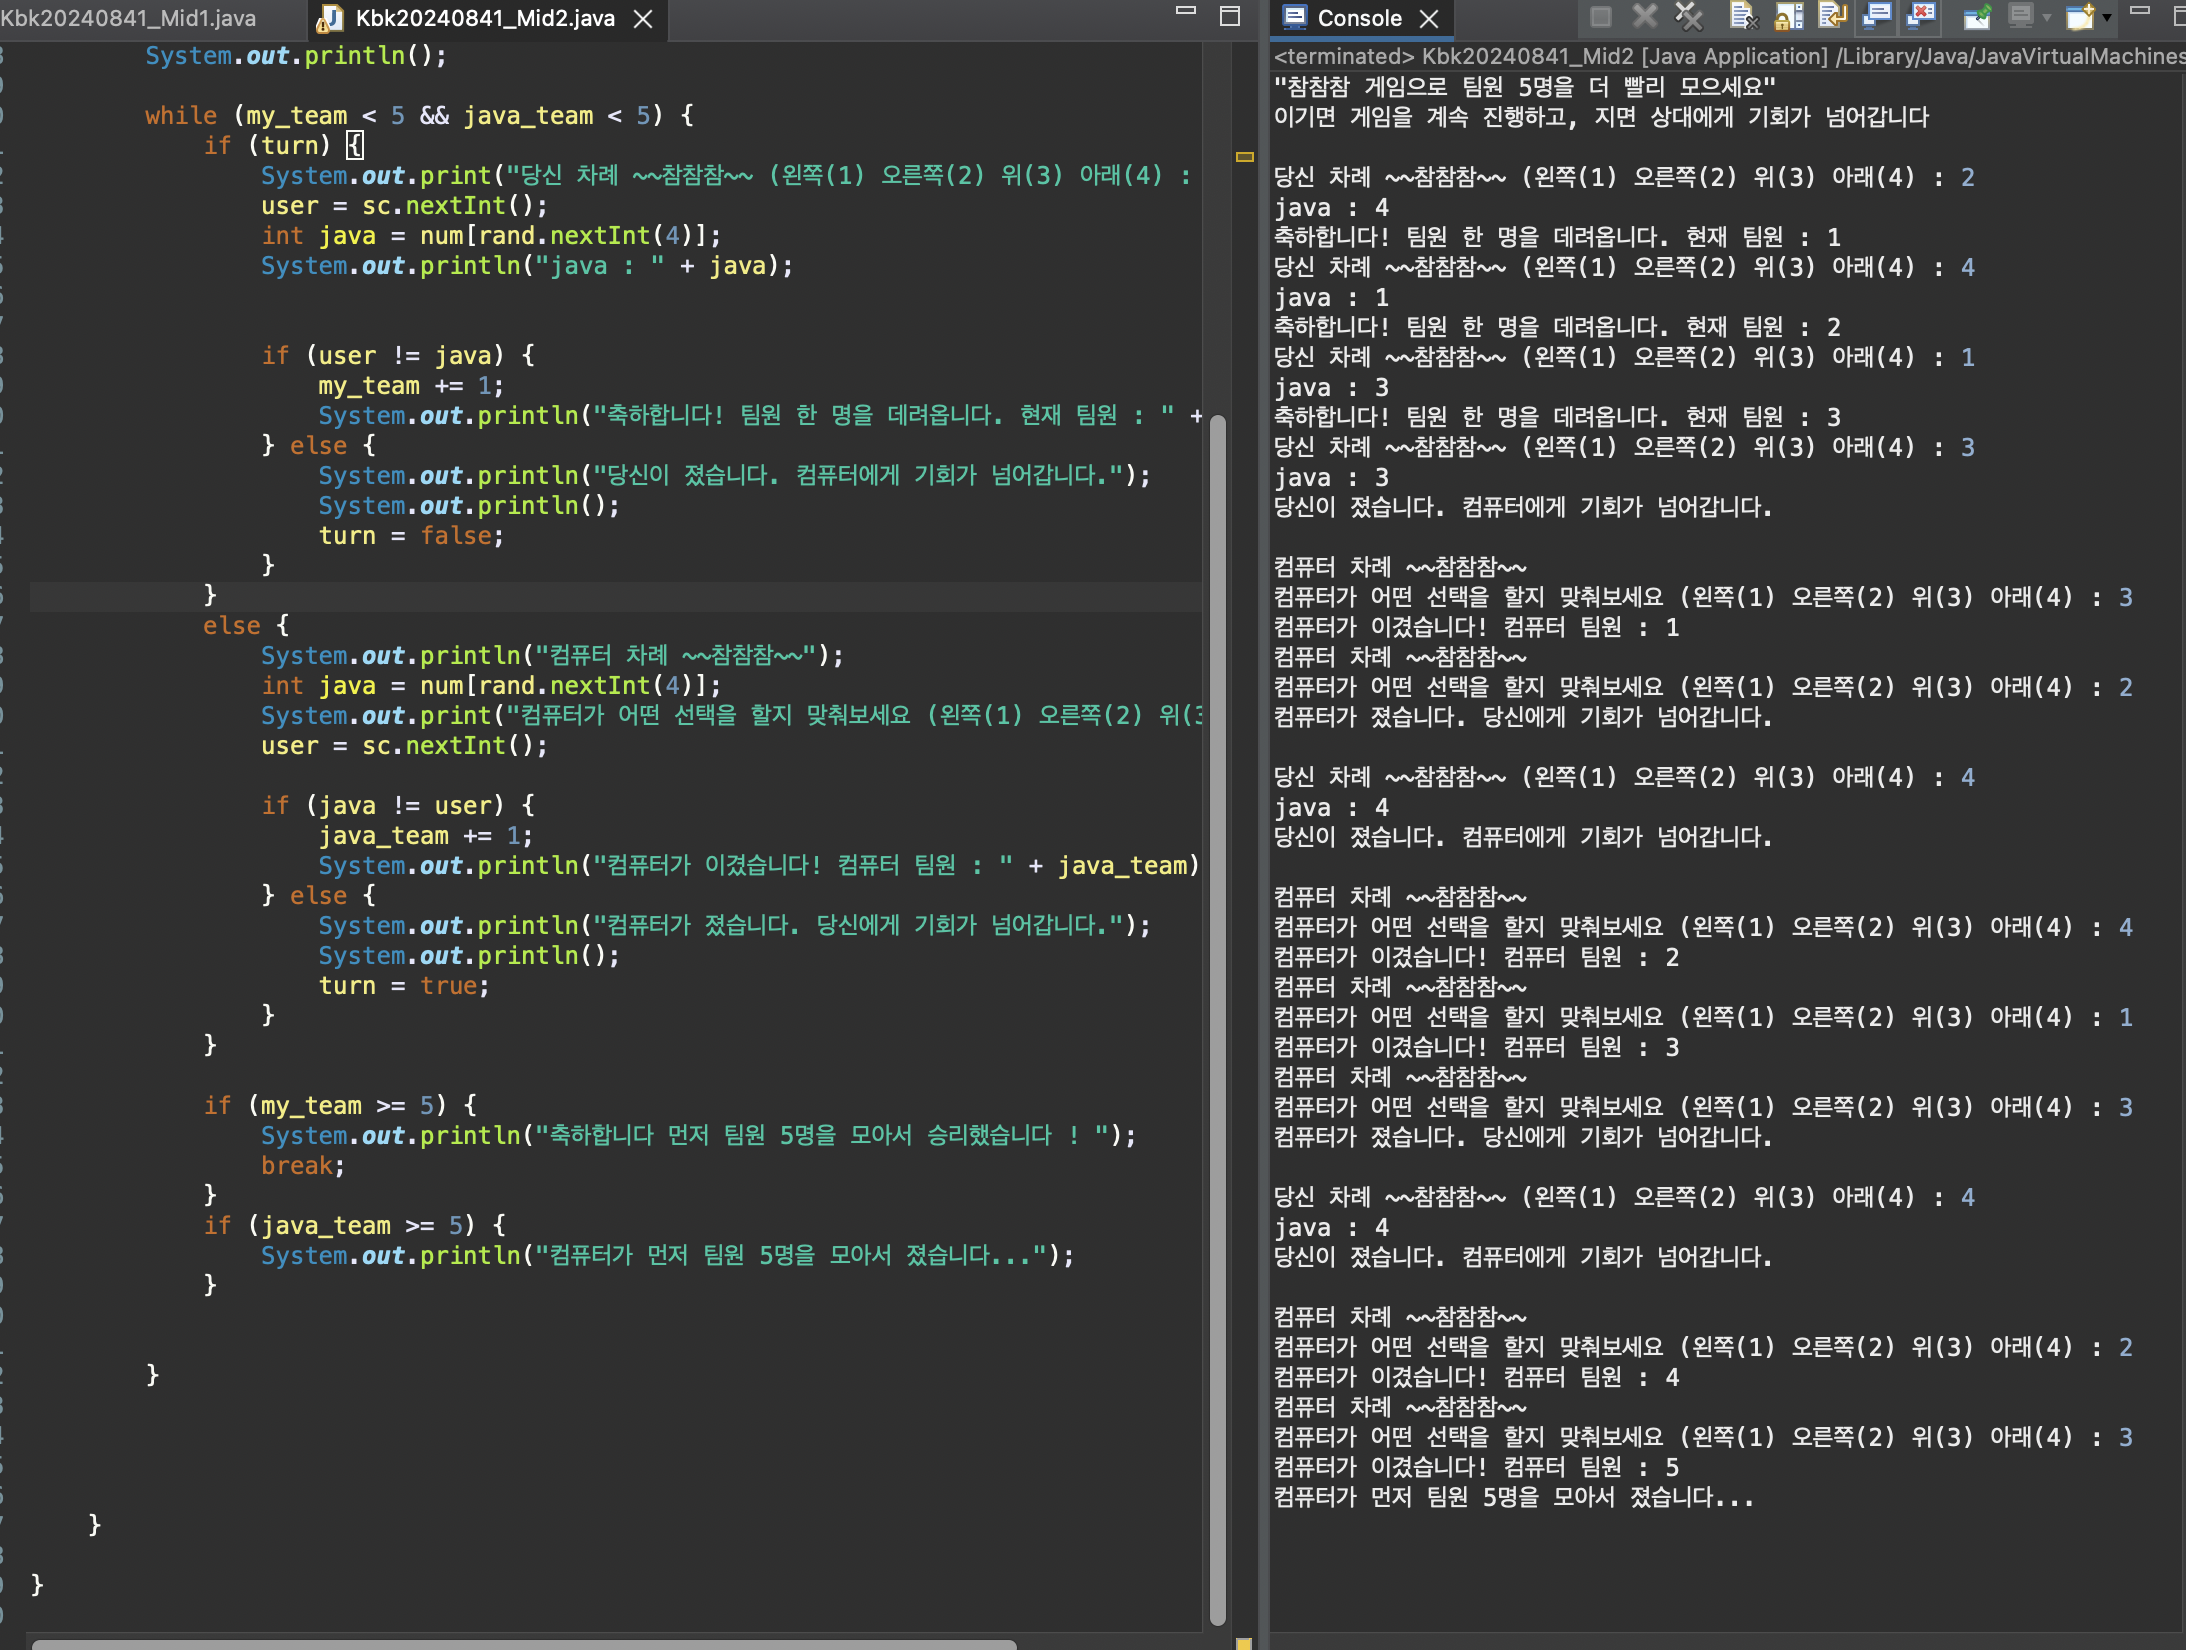 Kbk20240841_Mid1.java
Kbk20240841_Mid2.java
System.out.println();
while (my_team < 5 && java_team < 5) {
if (turn) {
System.out.print("당신 차례 ~~참참참~~ (왼쪽(1) 오른쪽(2) 위(3) 아래(4) :
user = sc.nextInt();
int java = num[rand.nextInt(4)];
System.out.println("java : " + java);
if (user != java) {
my_team += 1;
System.out.println("축하합니다! 팀원 한 명을 데려옵니다. 현재 팀원 : " +
} else {
System.out.println("당신이 졌습니다. 컴퓨터에게 기회가 넘어갑니다.");
System.out.println();
turn = false;
}
}
else {
System.out.println("컴퓨터 차례 ~~참참참~~");
int java = num[rand.nextInt(4)];
System.out.print("컴퓨터가 어떤 선택을 할지 맞춰보세요 (왼쪽(1) 오른쪽(2) 위(3
user = sc.nextInt();
if (java != user) {
java_team += 1;
System.out.println("컴퓨터가 이겼습니다! 컴퓨터 팀원 : " + java_team)
} else {
System.out.println("컴퓨터가 졌습니다. 당신에게 기회가 넘어갑니다.");
System.out.println();
turn = true;
}
}
if (my_team >= 5) {
System.out.println("축하합니다 먼저 팀원 5명을 모아서 승리했습니다 ! ");
break;
}
if (java_team >= 5) {
System.out.println("컴퓨터가 먼저 팀원 5명을 모아서 졌습니다...");
}
}
}
}
Console
<terminated> Kbk20240841_Mid2 [Java Application] /Library/Java/JavaVirtualMachines
"참참참 게임으로 팀원 5명을 더 빨리 모으세요"
이기면 게임을 계속 진행하고, 지면 상대에게 기회가 넘어갑니다
당신 차례 ~~참참참~~ (왼쪽(1) 오른쪽(2) 위(3) 아래(4) : 2
java : 4
축하합니다! 팀원 한 명을 데려옵니다. 현재 팀원 : 1
당신 차례 ~~참참참~~ (왼쪽(1) 오른쪽(2) 위(3) 아래(4) : 4
java : 1
축하합니다! 팀원 한 명을 데려옵니다. 현재 팀원 : 2
당신 차례 ~~참참참~~ (왼쪽(1) 오른쪽(2) 위(3) 아래(4) : 1
java : 3
축하합니다! 팀원 한 명을 데려옵니다. 현재 팀원 : 3
당신 차례 ~~참참참~~ (왼쪽(1) 오른쪽(2) 위(3) 아래(4) : 3
java : 3
당신이 졌습니다. 컴퓨터에게 기회가 넘어갑니다.
컴퓨터 차례 ~~참참참~~
컴퓨터가 어떤 선택을 할지 맞춰보세요 (왼쪽(1) 오른쪽(2) 위(3) 아래(4) : 3
컴퓨터가 이겼습니다! 컴퓨터 팀원 : 1
컴퓨터 차례 ~~참참참~~
컴퓨터가 어떤 선택을 할지 맞춰보세요 (왼쪽(1) 오른쪽(2) 위(3) 아래(4) : 2
컴퓨터가 졌습니다. 당신에게 기회가 넘어갑니다.
당신 차례 ~~참참참~~ (왼쪽(1) 오른쪽(2) 위(3) 아래(4) : 4
java : 4
당신이 졌습니다. 컴퓨터에게 기회가 넘어갑니다.
컴퓨터 차례 ~~참참참~~
컴퓨터가 어떤 선택을 할지 맞춰보세요 (왼쪽(1) 오른쪽(2) 위(3) 아래(4) : 4
컴퓨터가 이겼습니다! 컴퓨터 팀원 : 2
컴퓨터 차례 ~~참참참~~
컴퓨터가 어떤 선택을 할지 맞춰보세요 (왼쪽(1) 오른쪽(2) 위(3) 아래(4) : 1
컴퓨터가 이겼습니다! 컴퓨터 팀원 : 3
컴퓨터 차례 ~~참참참~~
컴퓨터가 어떤 선택을 할지 맞춰보세요 (왼쪽(1) 오른쪽(2) 위(3) 아래(4) : 3
컴퓨터가 졌습니다. 당신에게 기회가 넘어갑니다.
당신 차례 ~~참참참~~ (왼쪽(1) 오른쪽(2) 위(3) 아래(4) : 4
java : 4
당신이 졌습니다. 컴퓨터에게 기회가 넘어갑니다.
컴퓨터 차례 ~~참참참~~
컴퓨터가 어떤 선택을 할지 맞춰보세요 (왼쪽(1) 오른쪽(2) 위(3) 아래(4) : 2
컴퓨터가 이겼습니다! 컴퓨터 팀원 : 4
컴퓨터 차례 ~~참참참~~
컴퓨터가 어떤 선택을 할지 맞춰보세요 (왼쪽(1) 오른쪽(2) 위(3) 아래(4) : 3
컴퓨터가 이겼습니다! 컴퓨터 팀원 : 5
컴퓨터가 먼저 팀원 5명을 모아서 졌습니다...